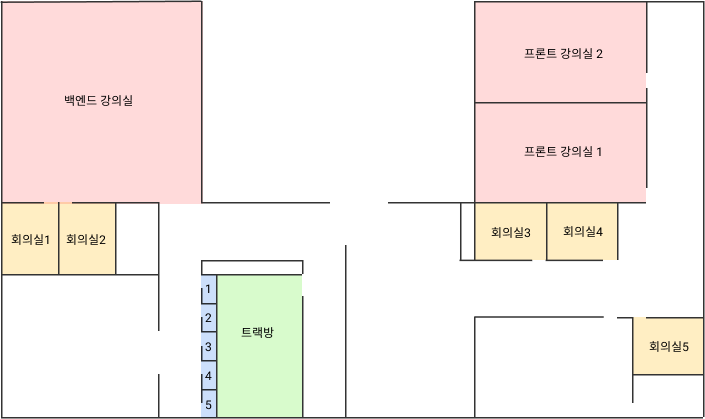 백엔드 강의실
프론트 강의실 2
프론트 강의실 1
회의실1
회의실2
회의실3
회의실4
트랙방
1
2
3
4
5
회의실5